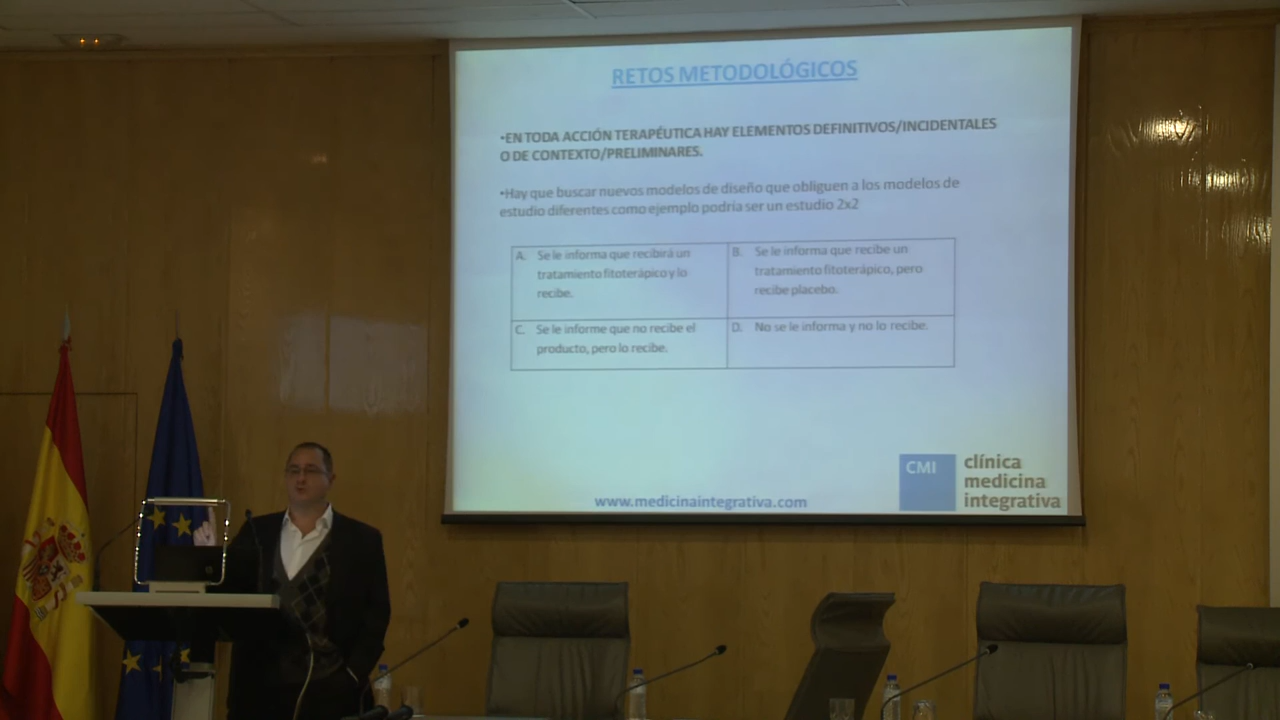 RETOS METODOLÓGICOS
•EN TODA ACCIÓN TERAPÉUTICA HAY ELEMENTOS DEFINITIVOS/INCIDENTALES
O DE CONTEXTO/PRELIMINARES.
•Hay que buscar nuevos modelos de diseño que obliguen a los modelos de
estudio diferentes como ejemplo podría ser un estudio 2x2
A. Se le informa que recibirá un
tratamiento fitoterápico y lo
recibe.
B. Se le informa que recibe un
tratamiento fitoterápico, pero
recibe placebo.
C. Se le informe que no recibe el
producto, pero lo recibe.
D. No se le informa y no lo recibe.
www.medicinaintegrativa.com
CMI
clínica
medicina
integrativa